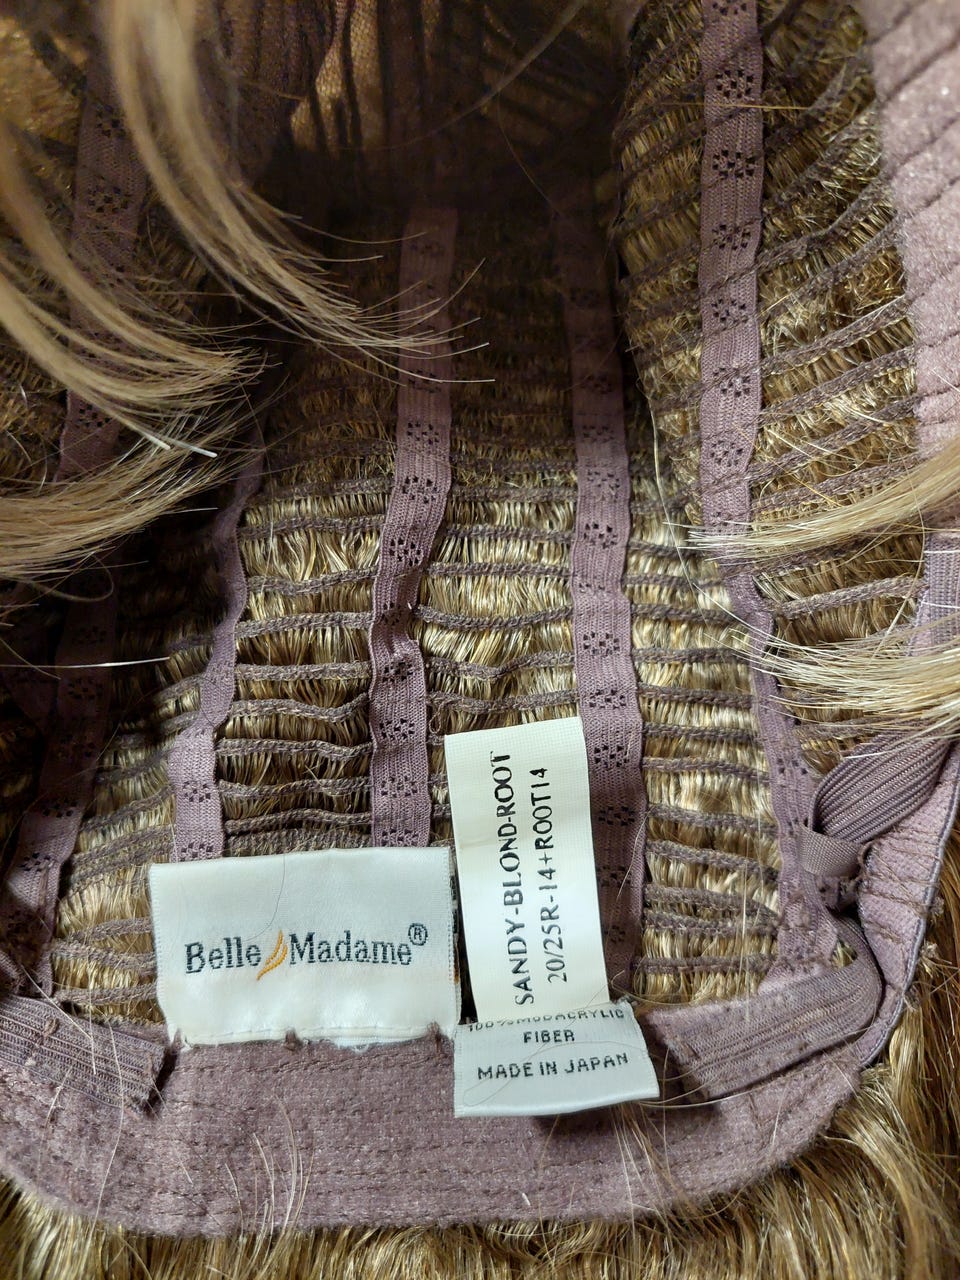 Belle Madame®
SANDY-BLOND-ROOT
20/25R-14+ROOT14
100% MODACRYLIC
FIBER
MADE IN JAPAN